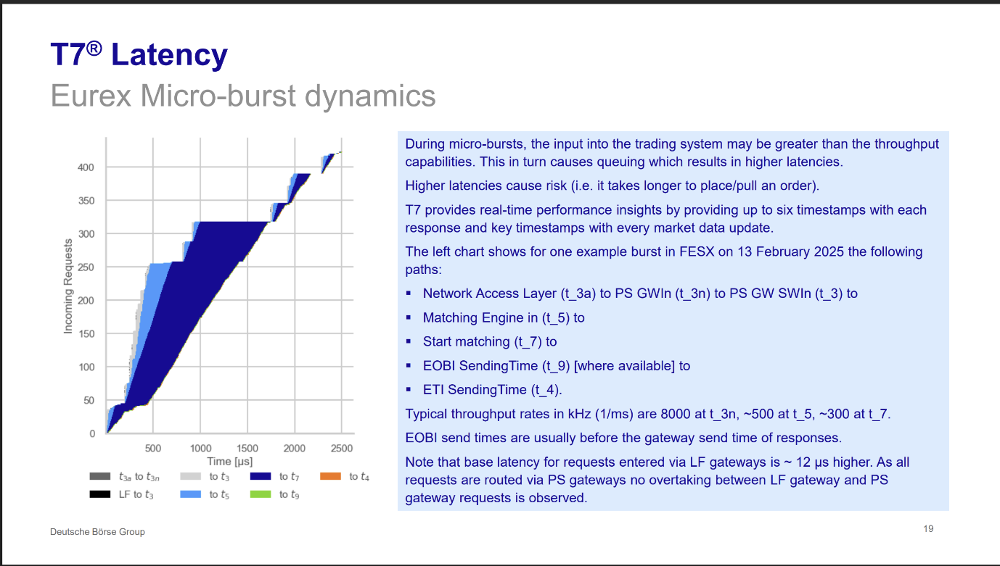 T7® Latency
Eurex Micro-burst dynamics
400
350
300
250
200
150
100
50
0
Incoming Requests
500 1000 1500 2000 2500
Time [µs]
t3a to t3n
to t3
to t7
to t4
LF to t3
to t5
to t9
During micro-bursts, the input into the trading system may be greater than the throughput
capabilities. This in turn causes queuing which results in higher latencies.
Higher latencies cause risk (i.e. it takes longer to place/pull an order).
T7 provides real-time performance insights by providing up to six timestamps with each
response and key timestamps with every market data update.
The left chart shows for one example burst in FESX on 13 February 2025 the following
paths:
▪ Network Access Layer (t_3a) to PS GWIn (t_3n) to PS GW SWIn (t_3) to
▪ Matching Engine in (t_5) to
▪ Start matching (t_7) to
▪ EOBI SendingTime (t_9) [where available] to
▪ ETI SendingTime (t_4).
Typical throughput rates in kHz (1/ms) are 8000 at t_3n, ~500 at t_5, ~300 at t_7.
EOBI send times are usually before the gateway send time of responses.
Note that base latency for requests entered via LF gateways is ~ 12 µs higher. As all
requests are routed via PS gateways no overtaking between LF gateway and PS
gateway requests is observed.
Deutsche Börse Group
19